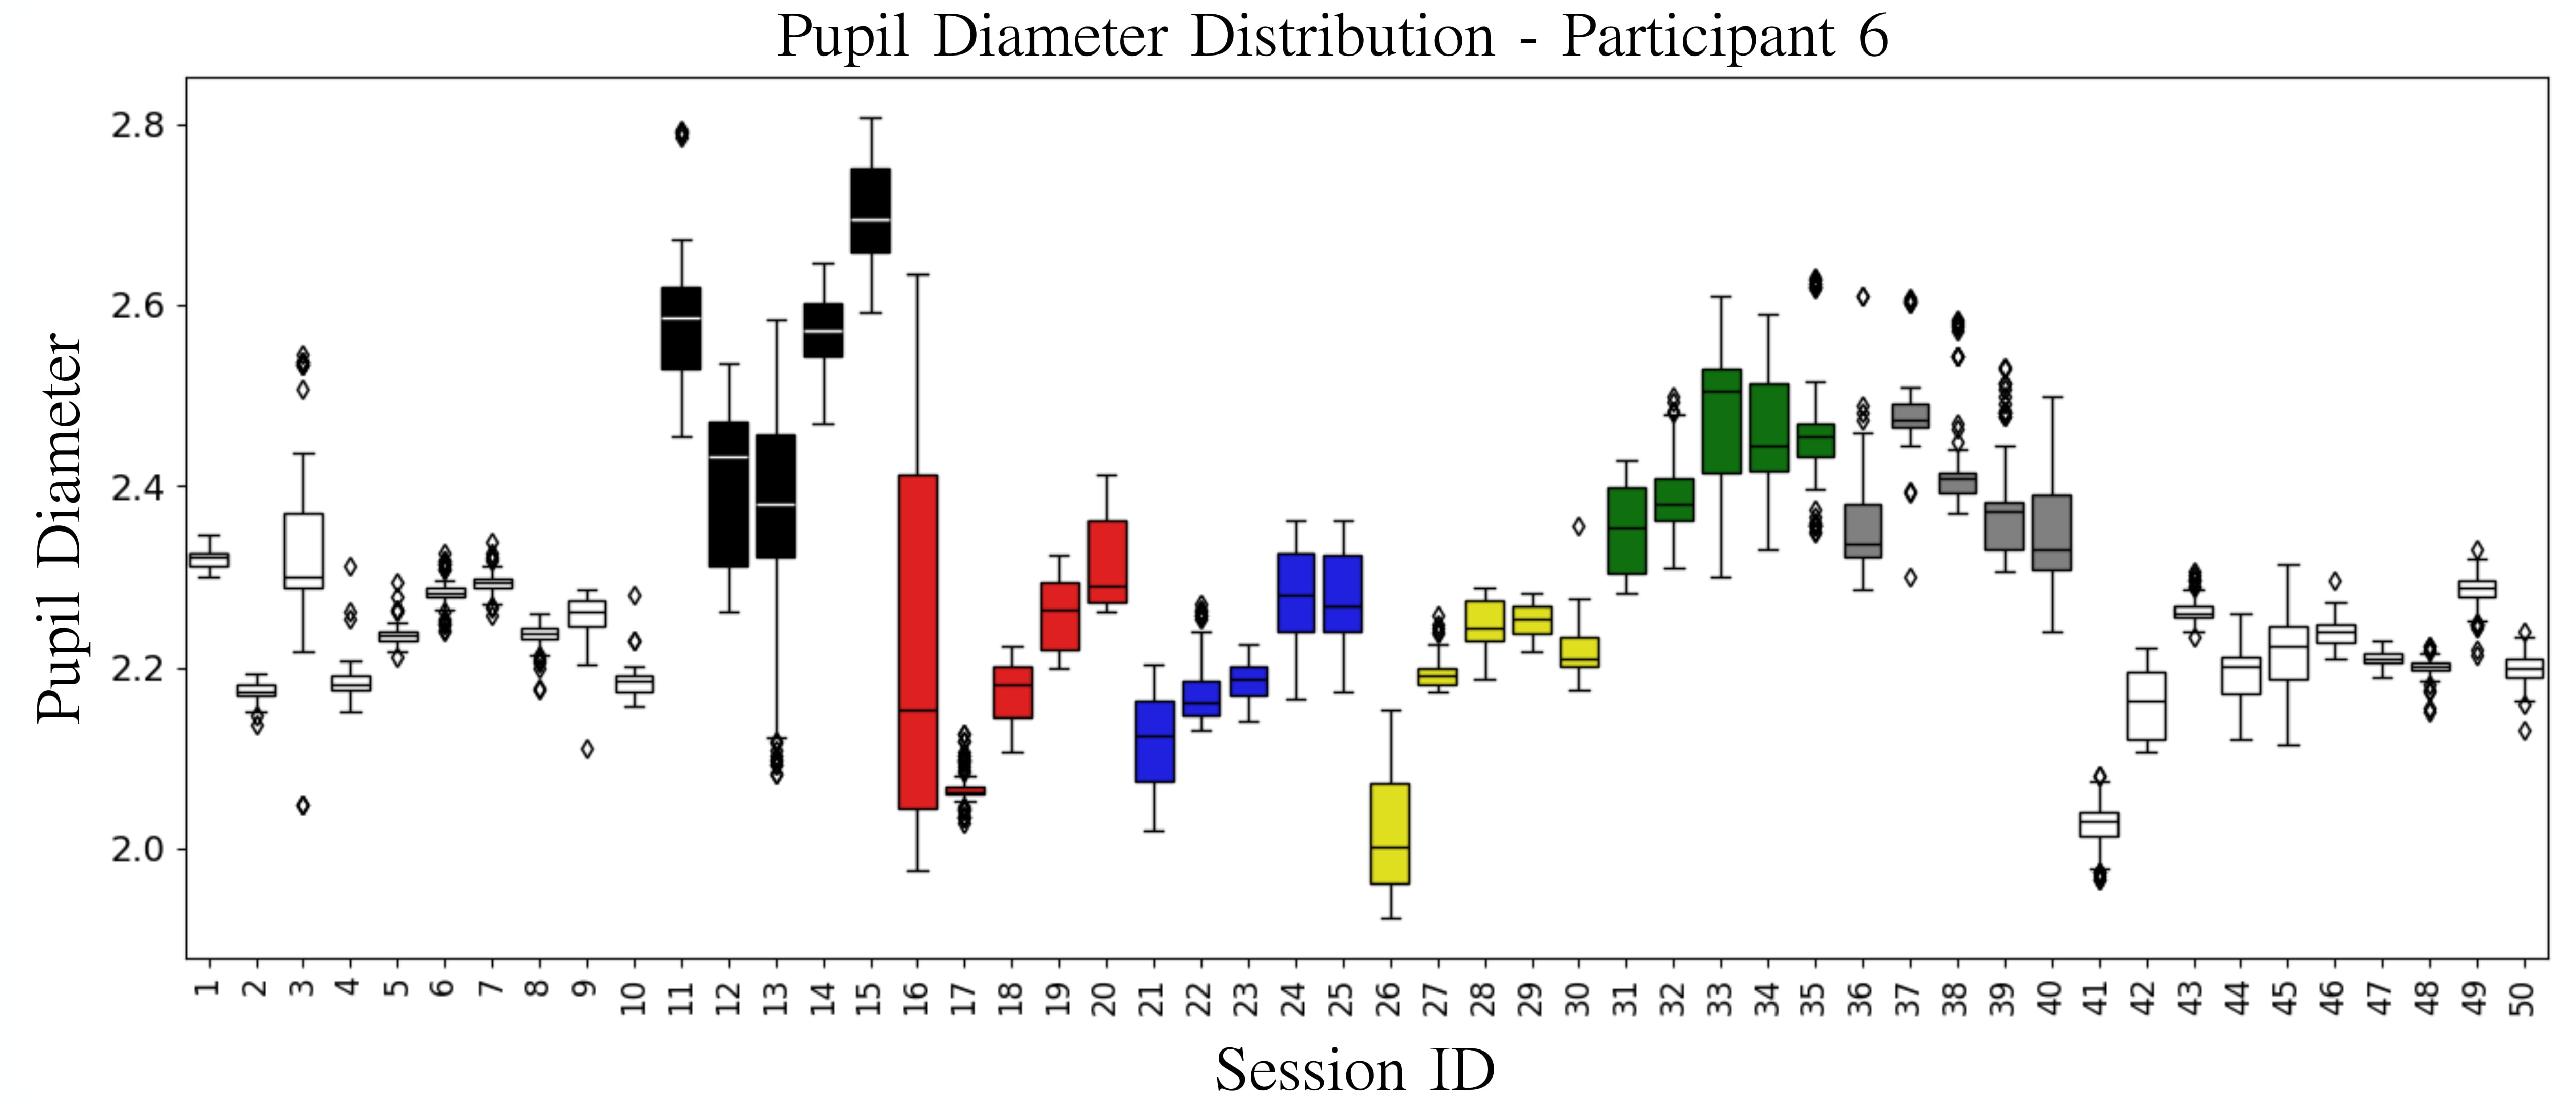 Pupil Diameter Distribution - Participant 6
Pupil Diameter
2.8
2.6
2.4
2.2
2.0
1 2 3 4 5 6 7 8 9 10 11 12 13 14 15 16 17 18 19 20 21 22 23 24 25 26 27 28 29 30 31 32 33 34 35 36 37 38 39 40 41 42 43 44 45 46 47 48 49 50
Session ID